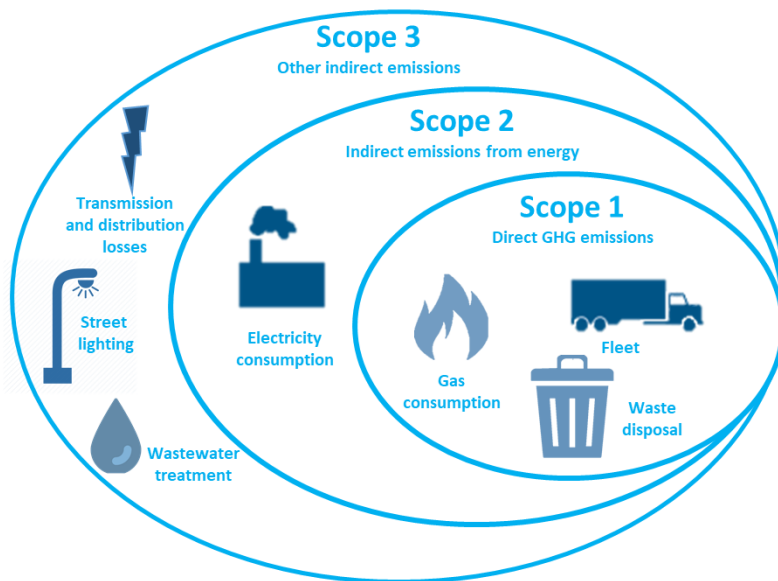 Scope 3
Other indirect emissions
Scope 2
Indirect emissions from energy
Scope 1
Direct GHG emissions
Transmission
and distribution
losses
Street
lighting
Wastewater
treatment
Electricity
consumption
Gas
consumption
Fleet
Waste
disposal